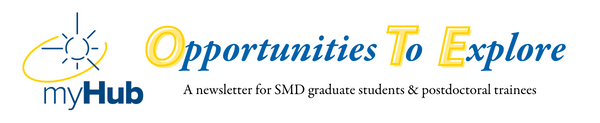 Opportunities To Explore
myHub
A newsletter for SMD graduate students & postdoctoral trainees